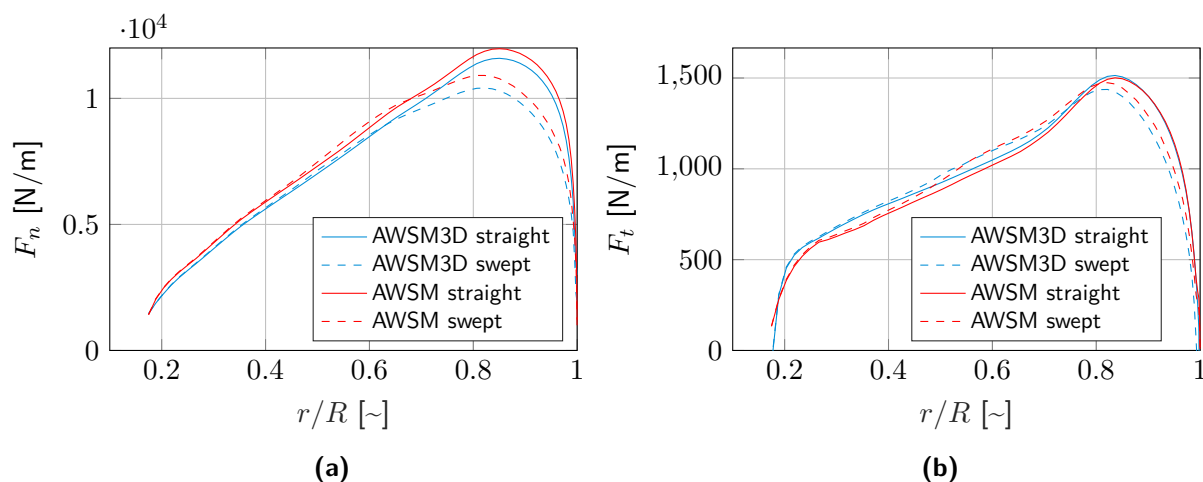 ·10⁴
1
0.5
0
F_n [N/m]
0.2 0.4 0.6 0.8 1
r/R [~]
AWSM3D straight
AWSM3D swept
AWSM straight
AWSM swept
(a)
1,500
1,000
500
0
F_t [N/m]
0.2 0.4 0.6 0.8 1
r/R [~]
AWSM3D straight
AWSM3D swept
AWSM straight
AWSM swept
(b)